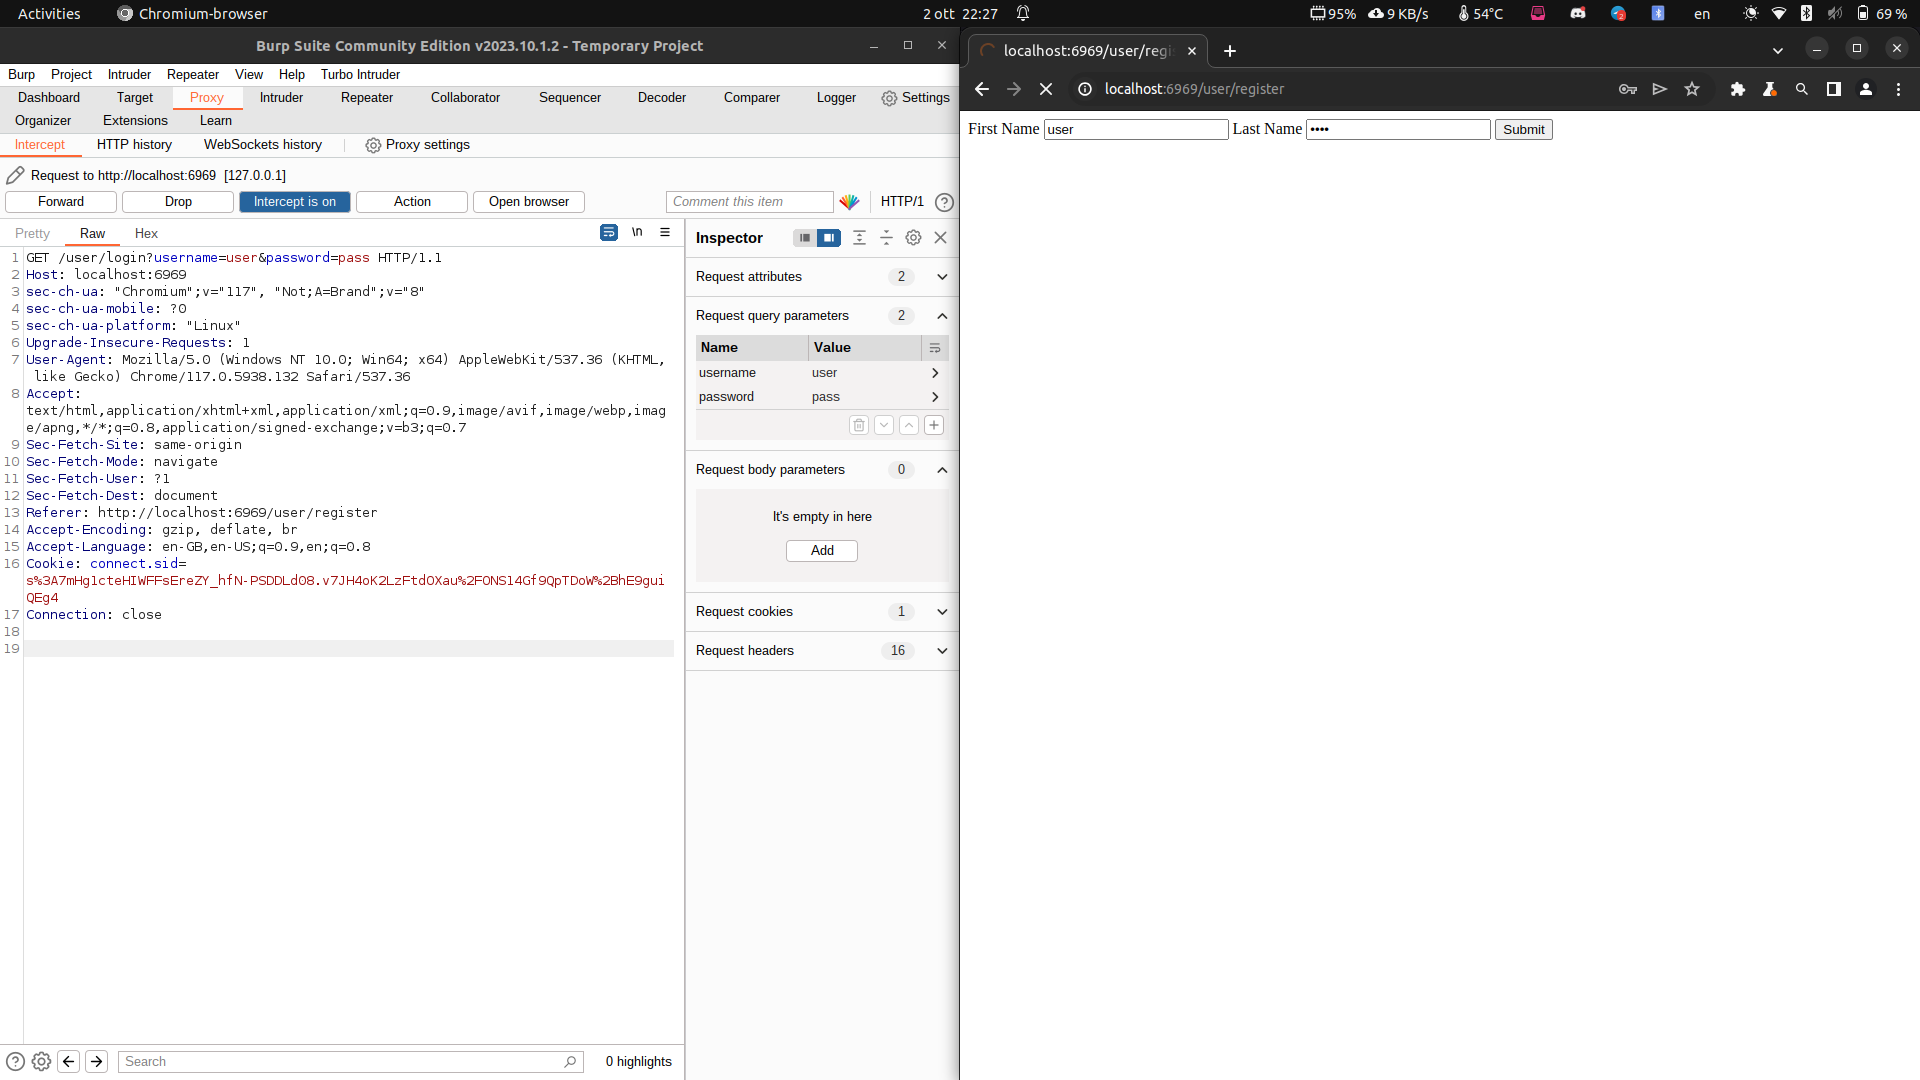 Activities Chromium-browser 2 ott 22:27 95% 9 KB/s 54°C en 69 %
Burp Suite Community Edition v2023.10.1.2 - Temporary Project
Burp Project Intruder Repeater View Help Turbo Intruder
Dashboard Target Proxy Intruder Repeater Collaborator Sequencer Decoder Comparer Logger Settings
Organizer Extensions Learn
Intercept HTTP history WebSockets history Proxy settings
Request to http://localhost:6969 [127.0.0.1]
Forward Drop Intercept is on Action Open browser Comment this item HTTP/1
Pretty Raw Hex \n
1 GET /user/login?username=user&password=pass HTTP/1.1
2 Host: localhost:6969
3 sec-ch-ua: "Chromium";v="117", "Not;A=Brand";v="8"
4 sec-ch-ua-mobile: ?0
5 sec-ch-ua-platform: "Linux"
6 Upgrade-Insecure-Requests: 1
7 User-Agent: Mozilla/5.0 (Windows NT 10.0; Win64; x64) AppleWebKit/537.36 (KHTML,
like Gecko) Chrome/117.0.5938.132 Safari/537.36
8 Accept:
text/html,application/xhtml+xml,application/xml;q=0.9,image/avif,image/webp,imag
e/apng,*/*;q=0.8,application/signed-exchange;v=b3;q=0.7
9 Sec-Fetch-Site: same-origin
10 Sec-Fetch-Mode: navigate
11 Sec-Fetch-User: ?1
12 Sec-Fetch-Dest: document
13 Referer: http://localhost:6969/user/register
14 Accept-Encoding: gzip, deflate, br
15 Accept-Language: en-GB,en-US;q=0.9,en;q=0.8
16 Cookie: connect.sid=
s%3A7mHg1cteHIWFFsEreZY_hfN-PSDDLdO8.v7JH4oK2LzFtdOXau%2FONS14Gf9QpTDoW%2BhE9gui
QEg4
17 Connection: close
18
19
Search 0 highlights
Inspector
Request attributes 2
Request query parameters 2
Name Value
username user
password pass
Request body parameters 0
It's empty in here
Add
Request cookies 1
Request headers 16
localhost:6969/user/regi
localhost:6969/user/register
First Name user Last Name •••• Submit